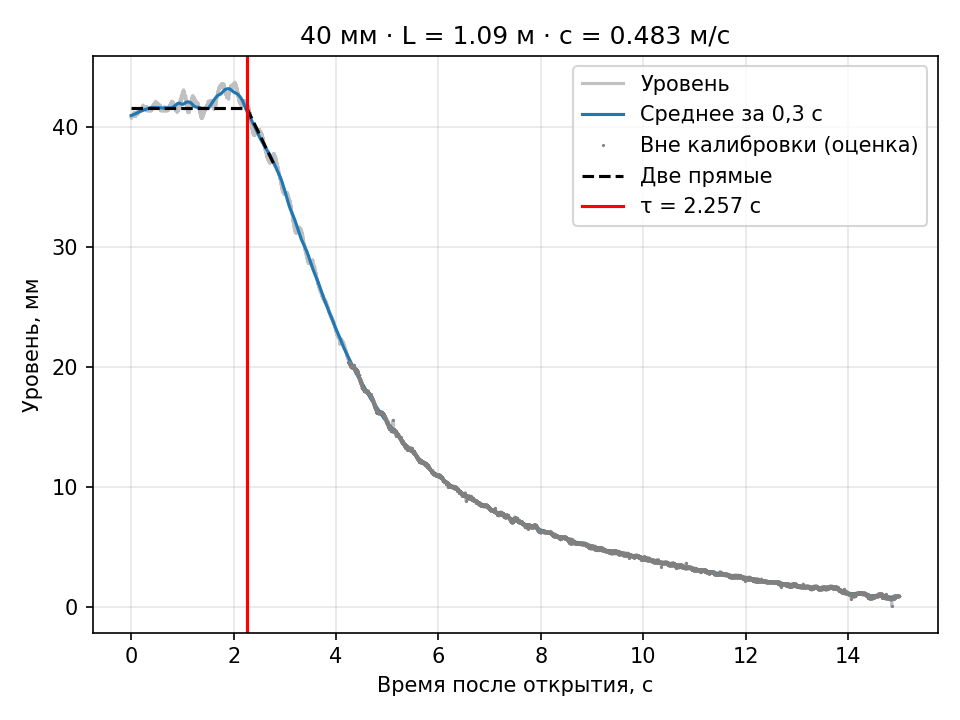 40 мм · L = 1.09 м · c = 0.483 м/с
Уровень
Среднее за 0,3 с
Вне калибровки (оценка)
Две прямые
τ = 2.257 с
Уровень, мм
40
30
20
10
0
0 2 4 6 8 10 12 14
Время после открытия, с